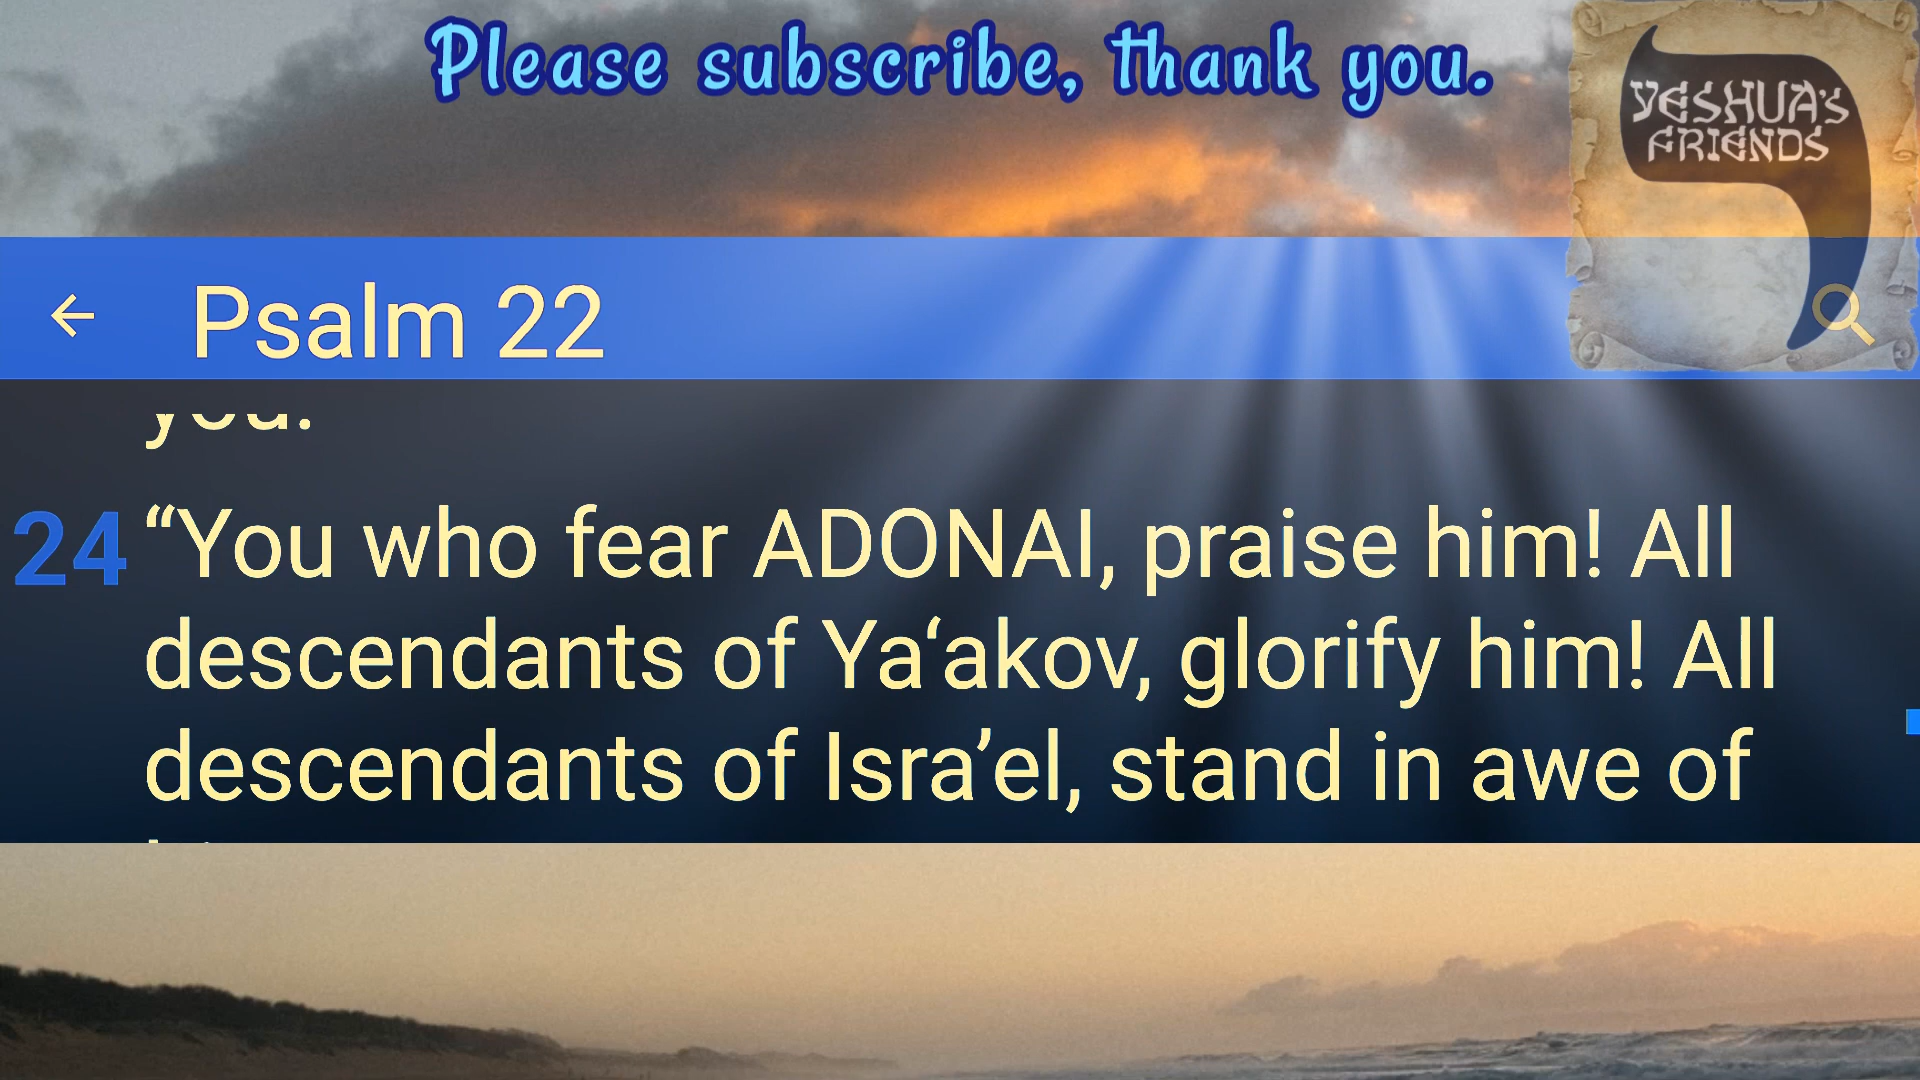 Please subscribe, thank you.
YESHUA'S
FRIENDS
Psalm 22
you.
24 “You who fear ADONAI, praise him! All
descendants of Ya‘akov, glorify him! All
descendants of Isra’el, stand in awe of